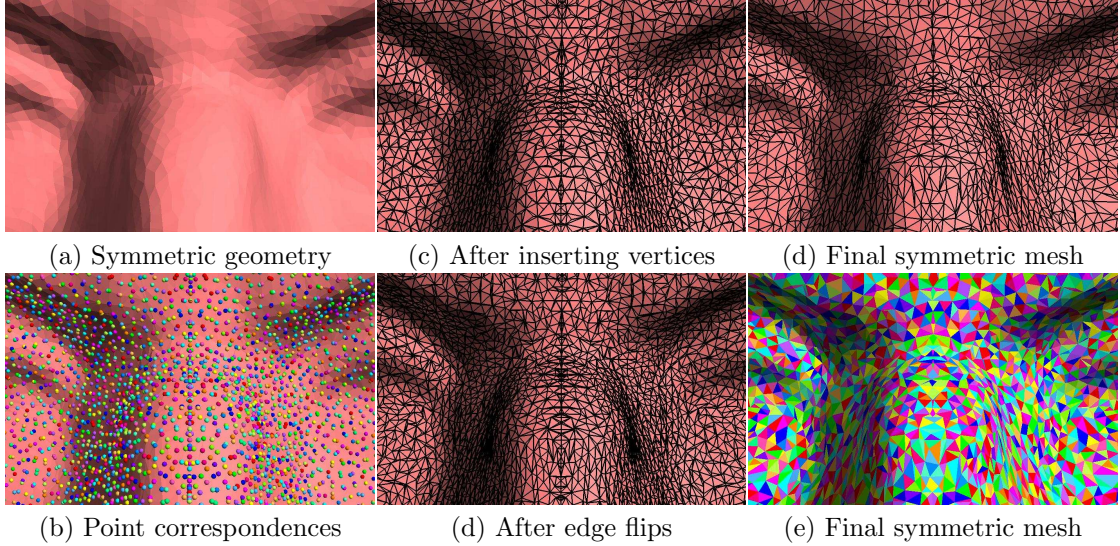 (a) Symmetric geometry
(c) After inserting vertices
(d) Final symmetric mesh
(b) Point correspondences
(d) After edge flips
(e) Final symmetric mesh